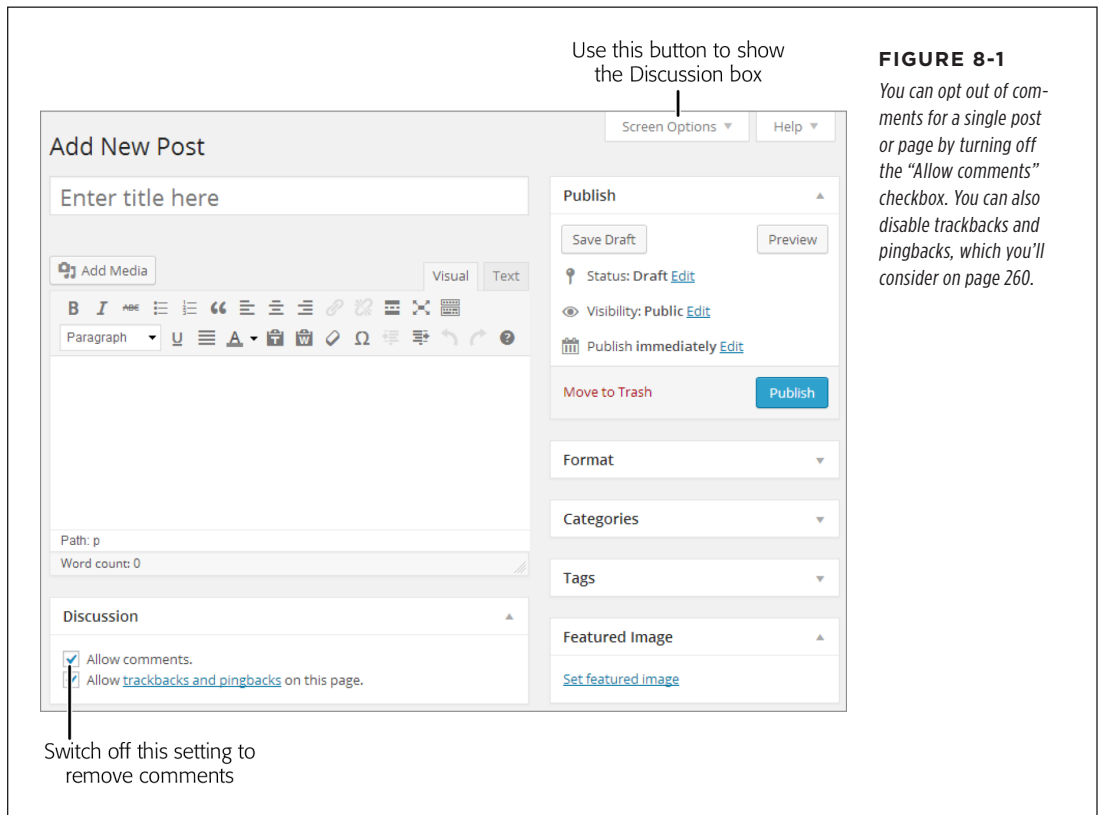 Use this button to show
the Discussion box
FIGURE 8-1
You can opt out of com-
ments for a single post
or page by turning off
the “Allow comments”
checkbox. You can also
disable trackbacks and
pingbacks, which you’ll
consider on page 260.
Screen Options Help
Add New Post
Enter title here
Add Media
Visual Text
B I ABE
Paragraph U A T W Ω ?
Path: p
Word count: 0
Discussion
Allow comments.
Allow trackbacks and pingbacks on this page.
Publish
Save Draft Preview
Status: Draft Edit
Visibility: Public Edit
Publish immediately Edit
Move to Trash Publish
Format
Categories
Tags
Featured Image
Set featured image
Switch off this setting to
remove comments